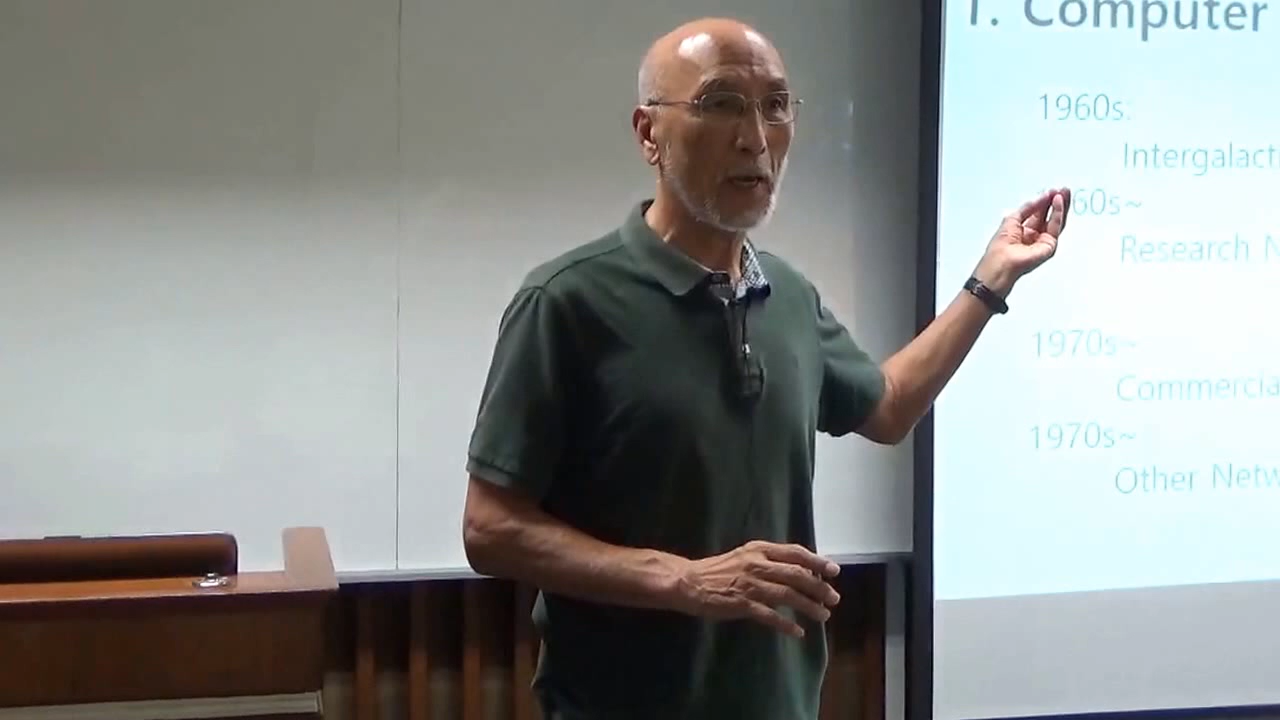 1. Computer
1960s:
Intergalact
60s~
Research N
1970s~
Commercia
1970s~
Other Netw